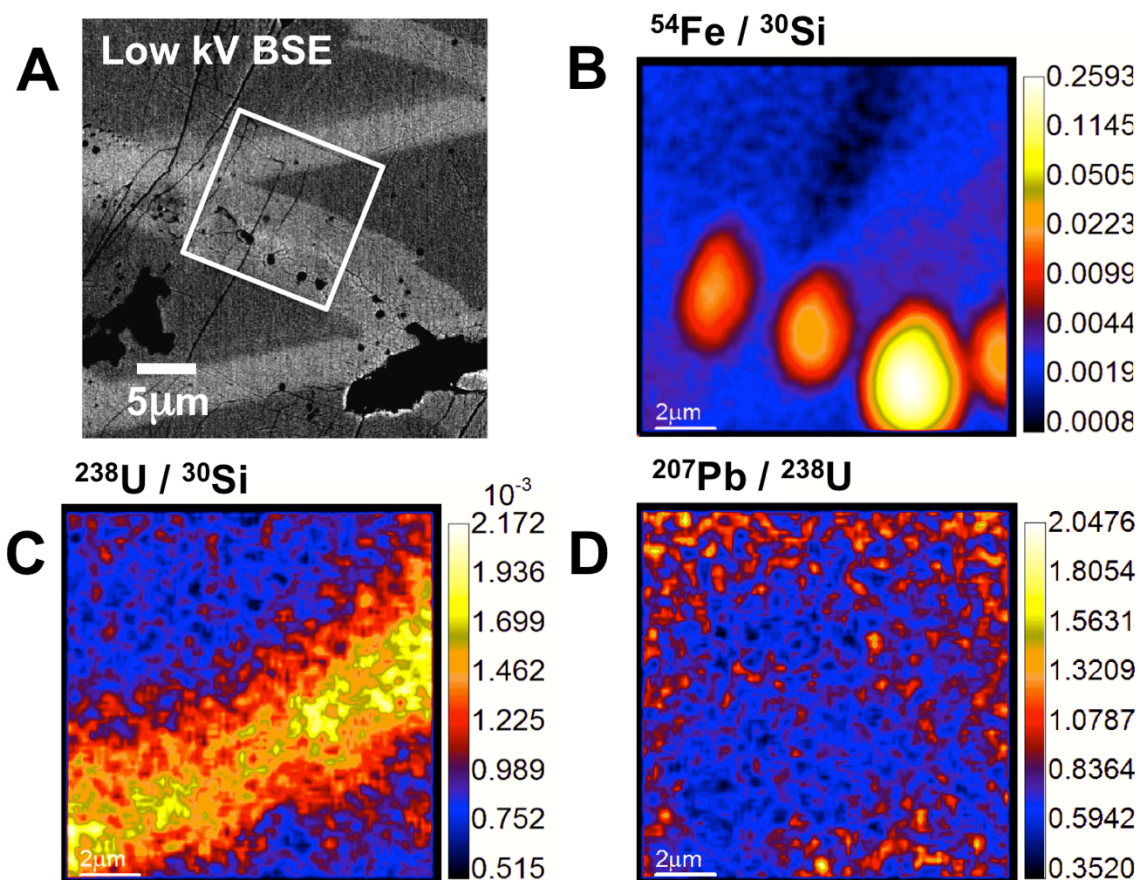 A
Low kV BSE
5μm
B
⁵⁴Fe / ³⁰Si
0.2593
0.1145
0.0505
0.0223
0.0099
0.0044
0.0019
0.0008
2μm
C
²³⁸U / ³⁰Si
10⁻³
2.172
1.936
1.699
1.462
1.225
0.989
0.752
0.515
2μm
D
²⁰⁷Pb / ²³⁸U
2.0476
1.8054
1.5631
1.3209
1.0787
0.8364
0.5942
0.3520
2μm